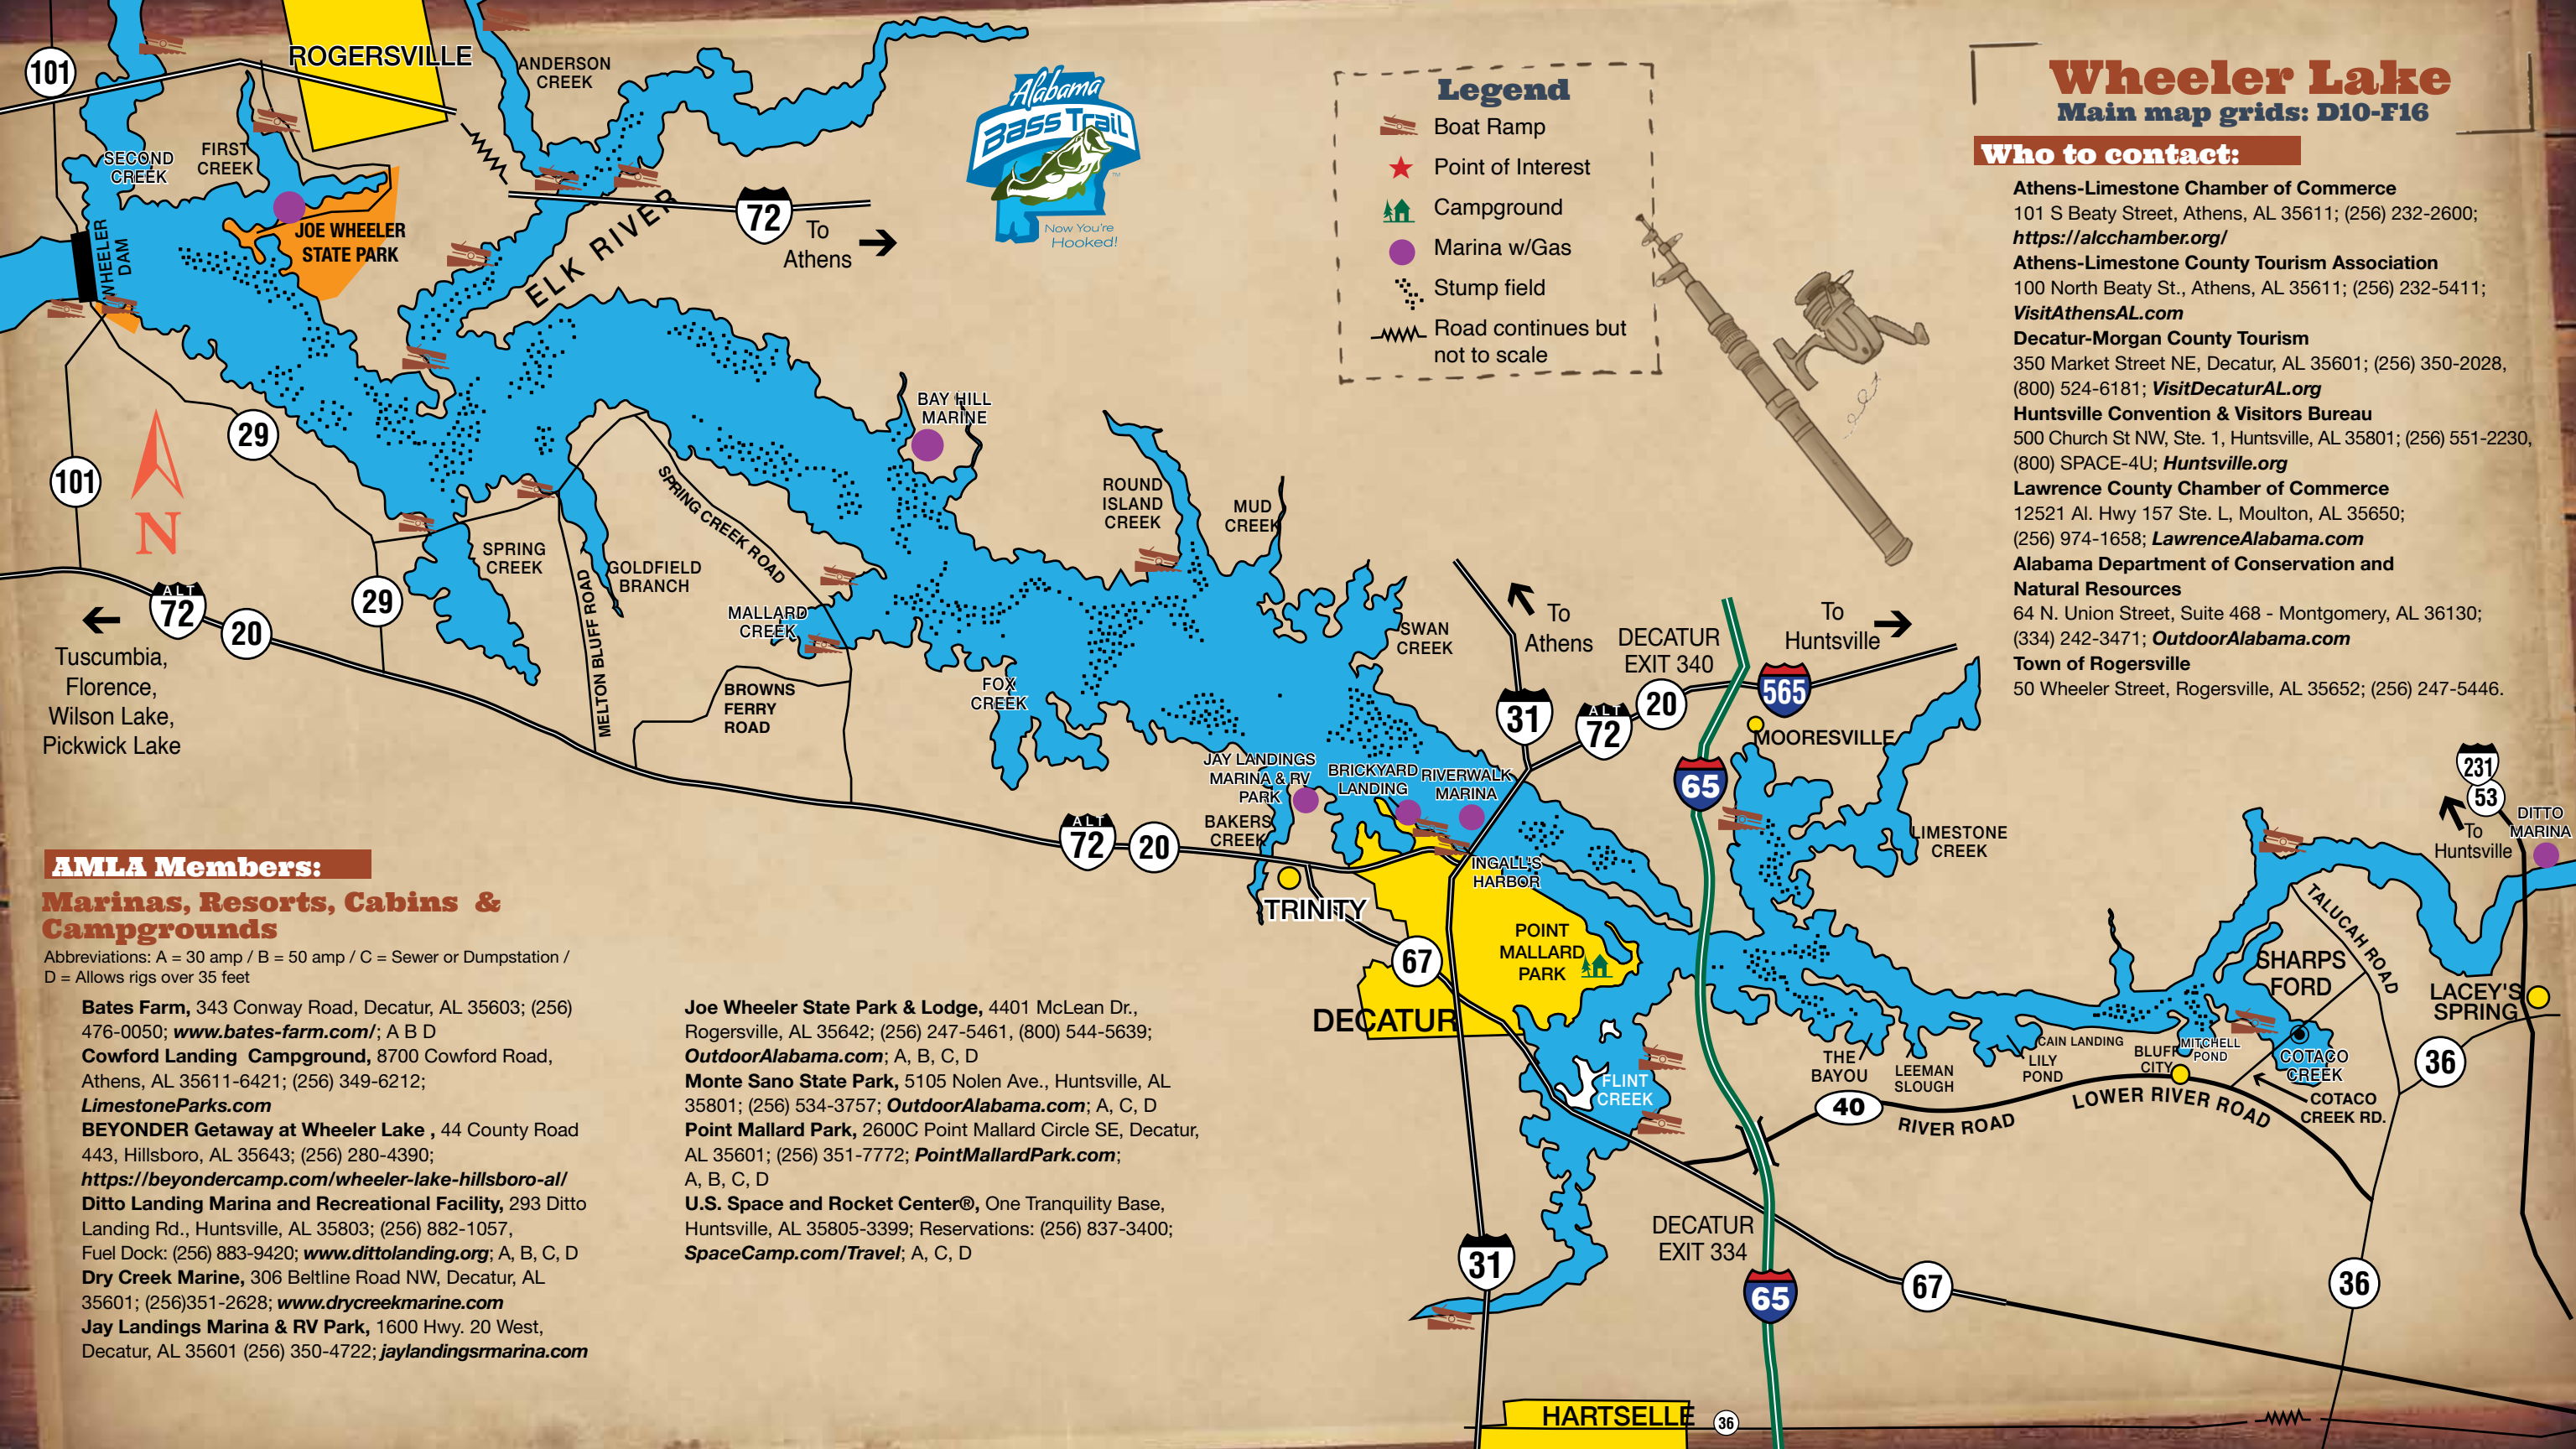 Wheeler Lake
Main map grids: D10-F16
Who to contact:
Athens-Limestone Chamber of Commerce
101 S Beaty Street, Athens, AL 35611; (256) 232-2600;
https://alcchamber.org/
Athens-Limestone County Tourism Association
100 North Beaty St., Athens, AL 35611; (256) 232-5411;
VisitAthensAL.com
Decatur-Morgan County Tourism
350 Market Street NE, Decatur, AL 35601; (256) 350-2028,
(800) 524-6181; VisitDecaturAL.org
Huntsville Convention & Visitors Bureau
500 Church St NW, Ste. 1, Huntsville, AL 35801; (256) 551-2230,
(800) SPACE-4U; Huntsville.org
Lawrence County Chamber of Commerce
12521 Al. Hwy 157 Ste. L, Moulton, AL 35650;
(256) 974-1658; LawrenceAlabama.com
Alabama Department of Conservation and
Natural Resources
64 N. Union Street, Suite 468 - Montgomery, AL 36130;
(334) 242-3471; OutdoorAlabama.com
Town of Rogersville
50 Wheeler Street, Rogersville, AL 35652; (256) 247-5446.
Legend
Boat Ramp
Point of Interest
Campground
Marina w/Gas
Stump field
Road continues but
not to scale
Alabama
Bass Trail
TM
Now You're
Hooked!
101
ROGERSVILLE
ANDERSON
CREEK
SECOND
CREEK
FIRST
CREEK
WHEELER
DAM
JOE WHEELER
STATE PARK
ELK RIVER
72
To
Athens
29
101
N
BAY HILL
MARINE
SPRING CREEK ROAD
SPRING
CREEK
GOLDFIELD
BRANCH
MELTON BLUFF ROAD
29
ALT
72
20
Tuscumbia,
Florence,
Wilson Lake,
Pickwick Lake
MALLARD
CREEK
BROWNS
FERRY
ROAD
ROUND
ISLAND
CREEK
MUD
CREEK
FOX
CREEK
SWAN
CREEK
To
Athens
DECATUR
EXIT 340
To
Huntsville
31
ALT
72
20
565
65
MOORESVILLE
JAY LANDINGS
MARINA & RV
PARK
BRICKYARD
LANDING
RIVERWALK
MARINA
BAKERS
CREEK
ALT
72
20
INGALL'S
HARBOR
TRINITY
LIMESTONE
CREEK
67
POINT
MALLARD
PARK
DECATUR
FLINT
CREEK
THE
BAYOU
LEEMAN
SLOUGH
LILY
POND
CAIN LANDING
BLUFF
CITY
MITCHELL
POND
SHARPS
FORD
TALUCAH ROAD
COTACO
CREEK
COTACO
CREEK RD.
40
RIVER ROAD
LOWER RIVER ROAD
231
53
To
Huntsville
DITTO
MARINA
LACEY'S
SPRING
36
36
DECATUR
EXIT 334
31
65
67
HARTSELLE
36
AMLA Members:
Marinas, Resorts, Cabins &
Campgrounds
Abbreviations: A = 30 amp / B = 50 amp / C = Sewer or Dumpstation /
D = Allows rigs over 35 feet
Bates Farm, 343 Conway Road, Decatur, AL 35603; (256)
476-0050; www.bates-farm.com/; A B D
Cowford Landing Campground, 8700 Cowford Road,
Athens, AL 35611-6421; (256) 349-6212;
LimestoneParks.com
BEYONDER Getaway at Wheeler Lake , 44 County Road
443, Hillsboro, AL 35643; (256) 280-4390;
https://beyondercamp.com/wheeler-lake-hillsboro-al/
Ditto Landing Marina and Recreational Facility, 293 Ditto
Landing Rd., Huntsville, AL 35803; (256) 882-1057,
Fuel Dock: (256) 883-9420; www.dittolanding.org; A, B, C, D
Dry Creek Marine, 306 Beltline Road NW, Decatur, AL
35601; (256)351-2628; www.drycreekmarine.com
Jay Landings Marina & RV Park, 1600 Hwy. 20 West,
Decatur, AL 35601 (256) 350-4722; jaylandingsrmarina.com
Joe Wheeler State Park & Lodge, 4401 McLean Dr.,
Rogersville, AL 35642; (256) 247-5461, (800) 544-5639;
OutdoorAlabama.com; A, B, C, D
Monte Sano State Park, 5105 Nolen Ave., Huntsville, AL
35801; (256) 534-3757; OutdoorAlabama.com; A, C, D
Point Mallard Park, 2600C Point Mallard Circle SE, Decatur,
AL 35601; (256) 351-7772; PointMallardPark.com;
A, B, C, D
U.S. Space and Rocket Center®, One Tranquility Base,
Huntsville, AL 35805-3399; Reservations: (256) 837-3400;
SpaceCamp.com/Travel; A, C, D